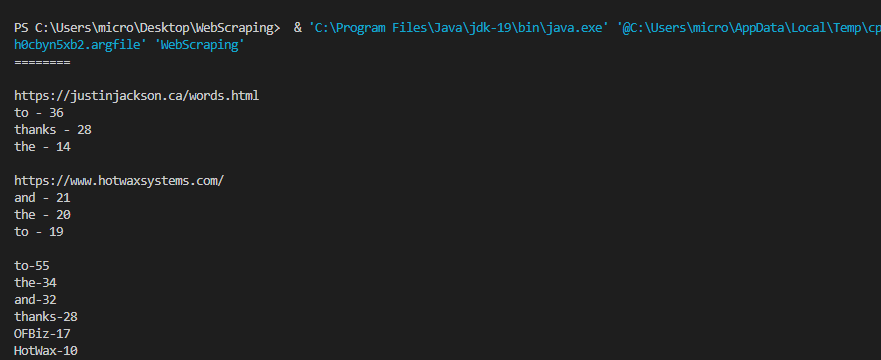 PS C:\Users\micro\Desktop\WebScraping>  & 'C:\Program Files\Java\jdk-19\bin\java.exe' '@C:\Users\micro\AppData\Local\Temp\cp
h0cbyn5xb2.argfile' 'WebScraping'
========
https://justinjackson.ca/words.html
to - 36
thanks - 28
the - 14
https://www.hotwaxsystems.com/
and - 21
the - 20
to - 19
to-55
the-34
and-32
thanks-28
OFBiz-17
HotWax-10